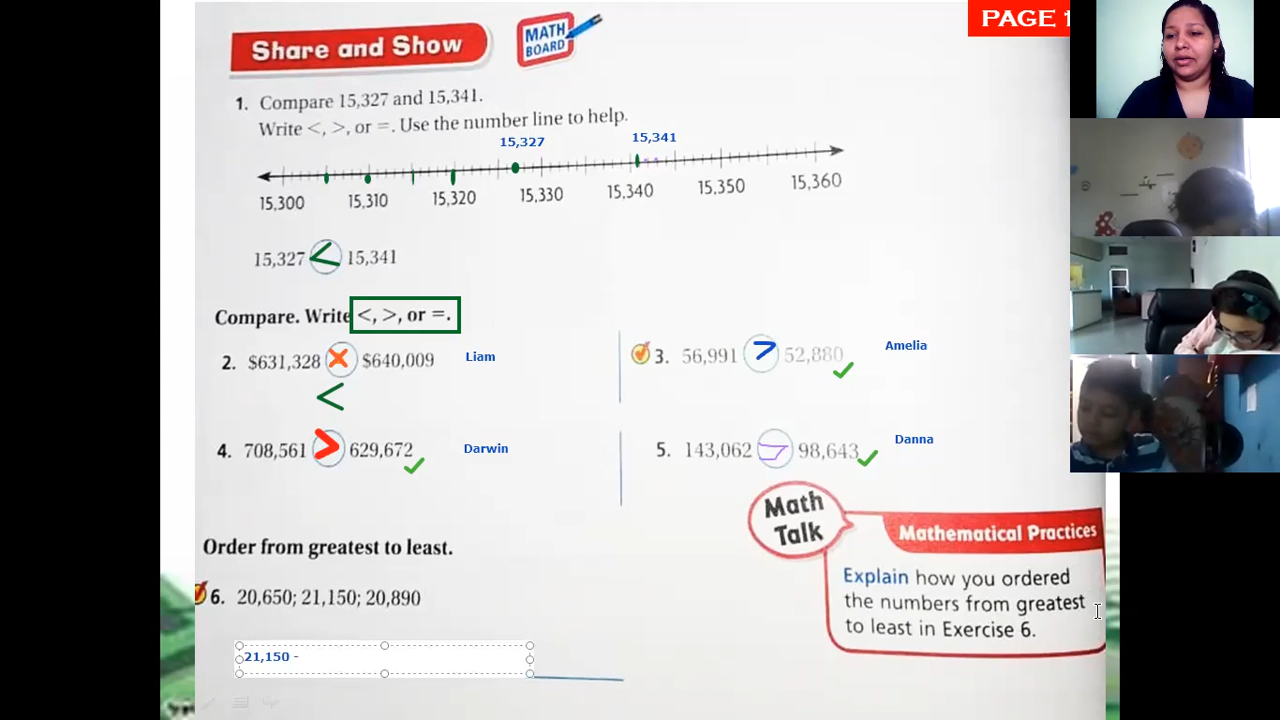 PAGE 1
Share and Show
MATH
BOARD
1. Compare 15,327 and 15,341.
Write <, >, or =. Use the number line to help.
15,327 15,341
15,300 15,310 15,320 15,330 15,340 15,350 15,360
15,327 < 15,341
Compare. Write <, >, or =.
2. $631,328 × $640,009 Liam
<
3. 56,991 > 52,880 Amelia
4. 708,561 > 629,672 Darwin
5. 143,062 > 98,643 Danna
Order from greatest to least.
6. 20,650; 21,150; 20,890
21,150 -
Math
Talk
Mathematical Practices
Explain how you ordered
the numbers from greatest
to least in Exercise 6.